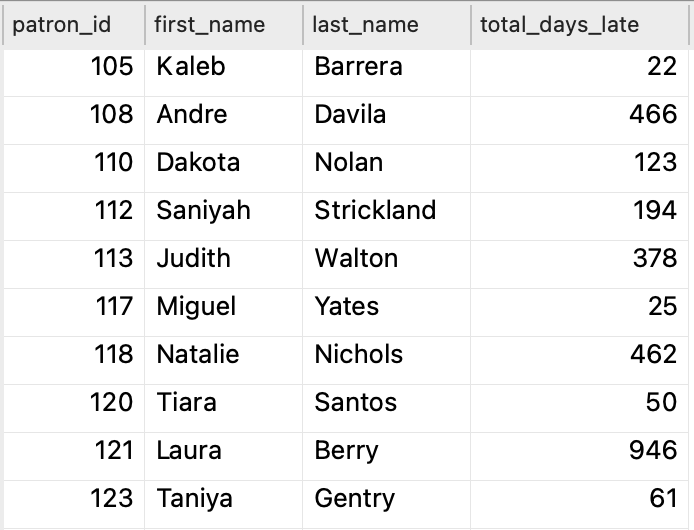 patron_id first_name last_name total_days_late
105 Kaleb Barrera 22
108 Andre Davila 466
110 Dakota Nolan 123
112 Saniyah Strickland 194
113 Judith Walton 378
117 Miguel Yates 25
118 Natalie Nichols 462
120 Tiara Santos 50
121 Laura Berry 946
123 Taniya Gentry 61